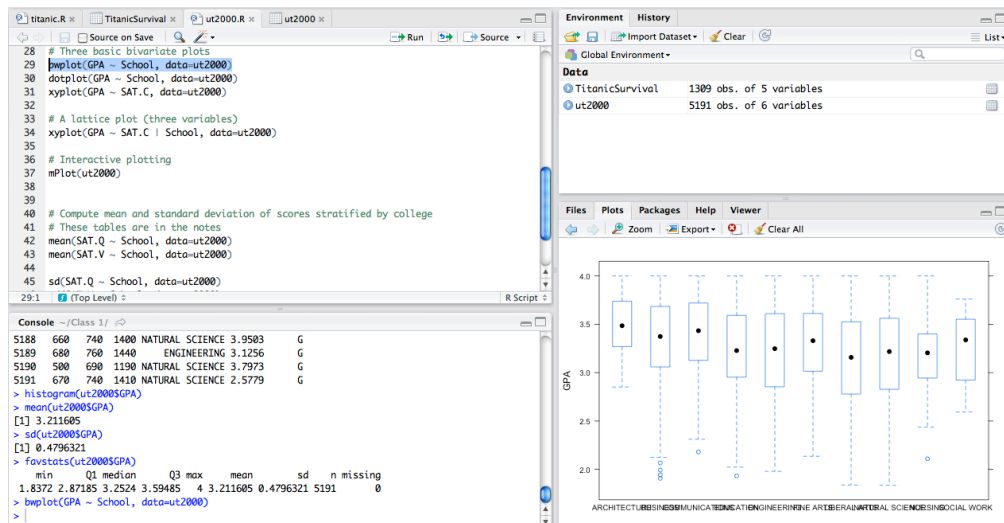 titanic.R × TitanicSurvival × ut2000.R × ut2000 ×
Source on Save Run Source
28 # Three basic bivariate plots
29 bwplot(GPA ~ School, data=ut2000)
30 dotplot(GPA ~ School, data=ut2000)
31 xyplot(GPA ~ SAT.C, data=ut2000)
32
33 # A lattice plot (three variables)
34 xyplot(GPA ~ SAT.C | School, data=ut2000)
35
36 # Interactive plotting
37 mPlot(ut2000)
38
39
40 # Compute mean and standard deviation of scores stratified by college
41 # These tables are in the notes
42 mean(SAT.Q ~ School, data=ut2000)
43 mean(SAT.V ~ School, data=ut2000)
44
45 sd(SAT.Q ~ School, data=ut2000)
29:1 (Top Level) R Script
Console ~/Class 1/
5188 660 740 1400 NATURAL SCIENCE 3.9503 G
5189 680 760 1440 ENGINEERING 3.1256 G
5190 500 690 1190 NATURAL SCIENCE 3.7973 G
5191 670 740 1410 NATURAL SCIENCE 2.5779 G
> histogram(ut2000$GPA)
> mean(ut2000$GPA)
[1] 3.211605
> sd(ut2000$GPA)
[1] 0.4796321
> favstats(ut2000$GPA)
min Q1 median Q3 max mean sd n missing
1.8372 2.87185 3.2524 3.59485 4 3.211605 0.4796321 5191 0
> bwplot(GPA ~ School, data=ut2000)
>
Environment History
Import Dataset Clear List
Global Environment
Data
TitanicSurvival 1309 obs. of 5 variables
ut2000 5191 obs. of 6 variables
Files Plots Packages Help Viewer
Zoom Export Clear All
4.0
3.5
3.0
2.5
2.0
GPA
ARCHITECTURE SOCIAL WORK